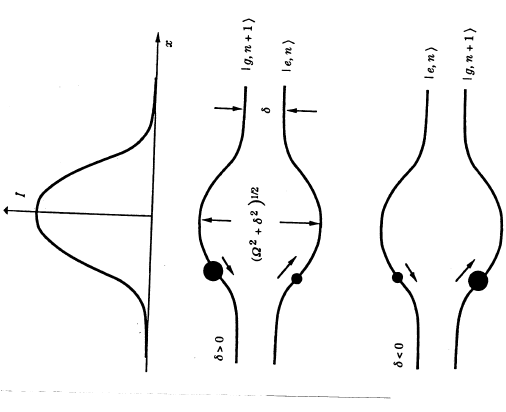 I
x
δ > 0
(Ω² + δ²)1/2
δ
| g, n + 1 ⟩
| e, n ⟩
δ < 0
| e, n ⟩
| g, n + 1 ⟩